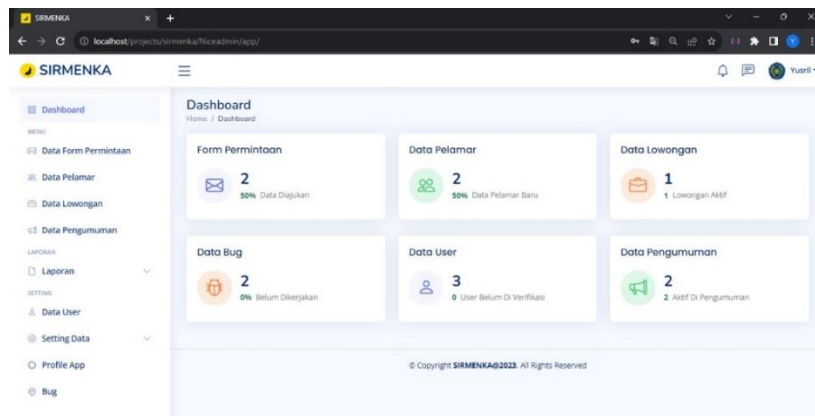 SIRMENKA
localhost/projects/sirmenka/Niceadmin/app/
SIRMENKA
Yusril
Dashboard
MENU
Data Form Permintaan
Data Pelamar
Data Lowongan
Data Pengumuman
LAPORAN
Laporan
SETTING
Data User
Setting Data
Profile App
Bug
Dashboard
Home / Dashboard
Form Permintaan
2
50% Data Diajukan
Data Pelamar
2
50% Data Pelamar Baru
Data Lowongan
1
1 Lowongan Aktif
Data Bug
2
0% Belum Dikerjakan
Data User
3
0 User Belum Di Verifikasi
Data Pengumuman
2
2 Aktif Di Pengumuman
© Copyright SIRMENKA@2023. All Rights Reserved